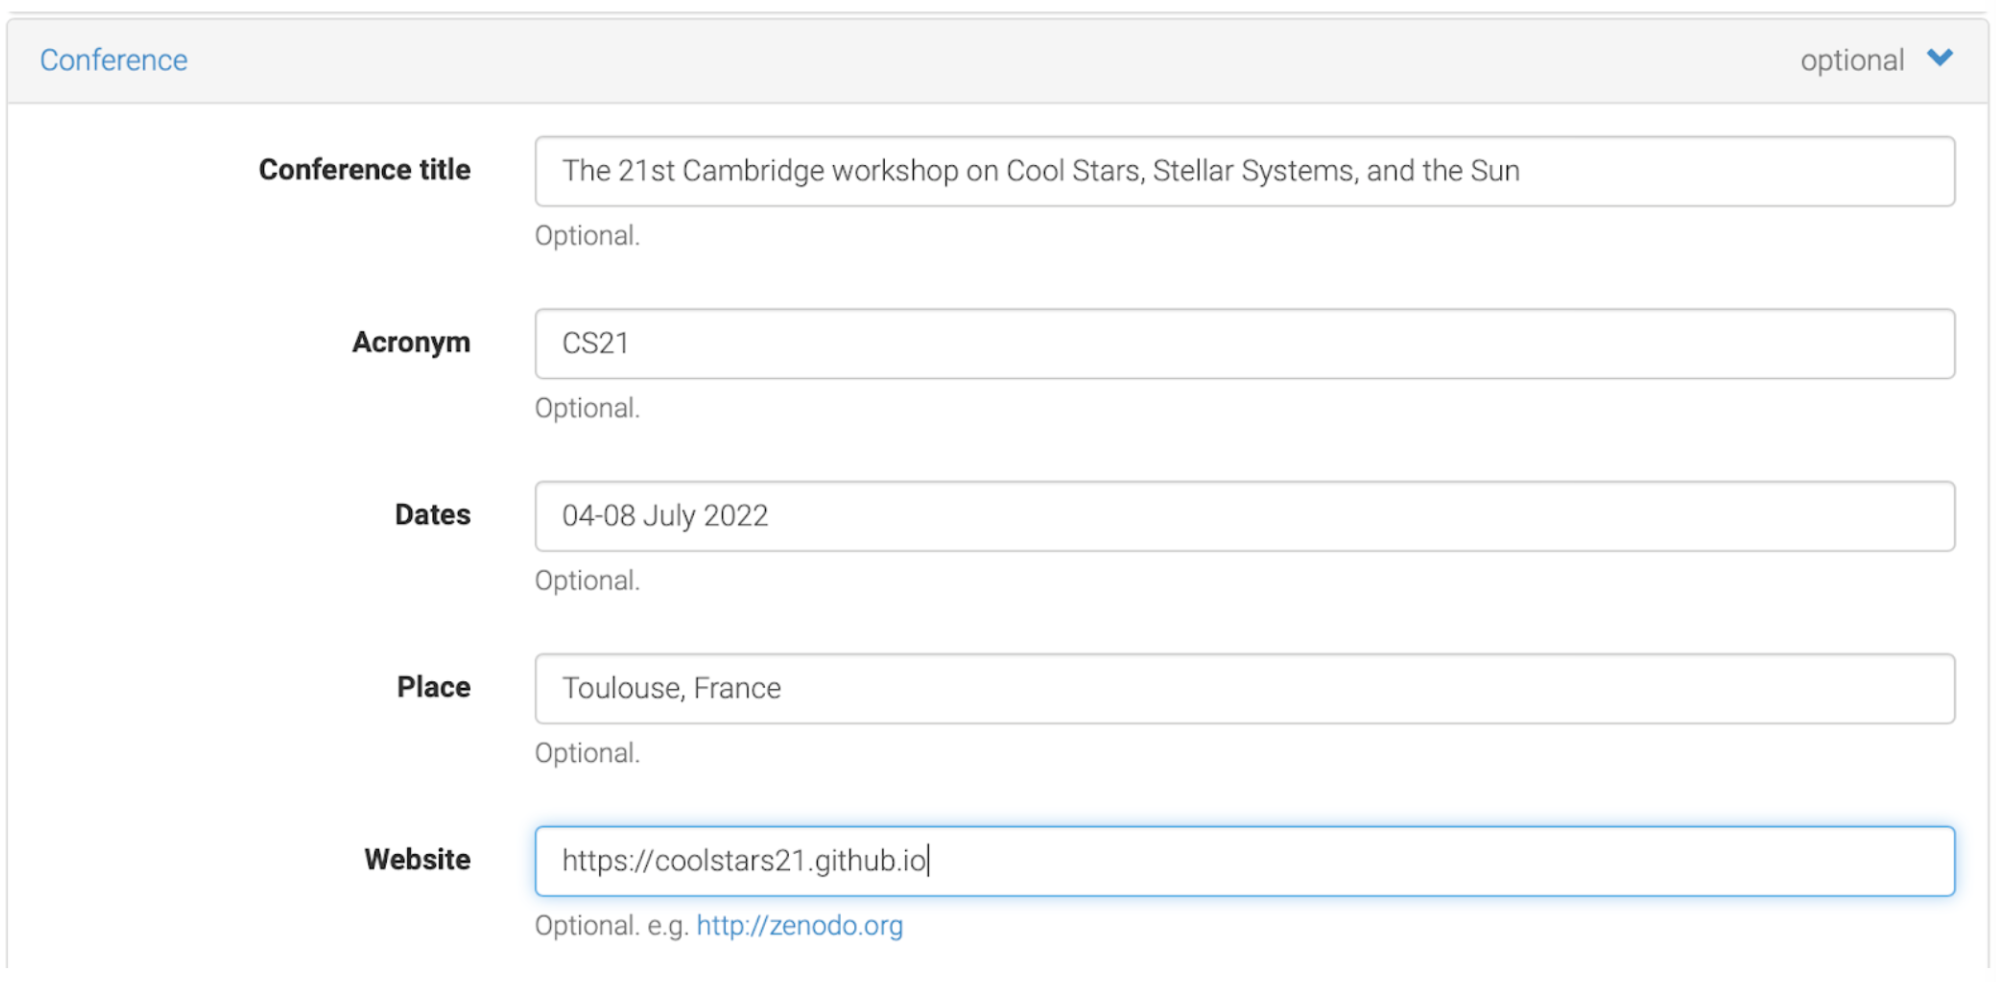 Conference optional
Conference title The 21st Cambridge workshop on Cool Stars, Stellar Systems, and the Sun
Optional.
Acronym CS21
Optional.
Dates 04-08 July 2022
Optional.
Place Toulouse, France
Optional.
Website https://coolstars21.github.io
Optional. e.g. http://zenodo.org